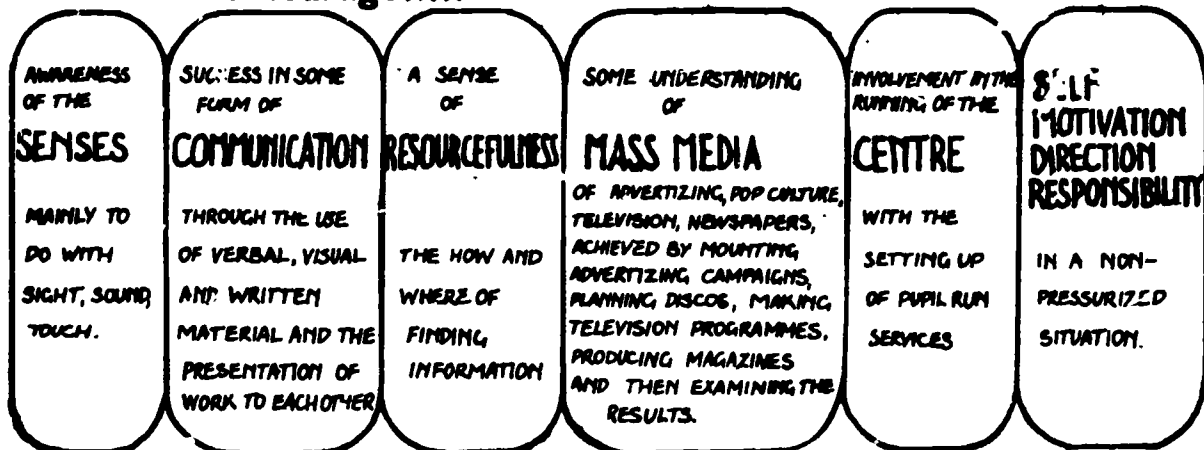 AWARENESS
OF THE
SENSES
MAINLY TO
DO WITH
SIGHT, SOUND,
TOUCH.
SUCCESS IN SOME
FORM OF
COMMUNICATION
THROUGH THE USE
OF VERBAL, VISUAL
AND WRITTEN
MATERIAL AND THE
PRESENTATION OF
WORK TO EACHOTHER
A SENSE
OF
RESOURCEFULNESS
THE HOW AND
WHERE OF
FINDING
INFORMATION
SOME UNDERSTANDING
OF
MASS MEDIA
OF ADVERTIZING, POP CULTURE,
TELEVISION, NEWSPAPERS,
ACHIEVED BY MOUNTING
ADVERTIZING CAMPAIGNS,
PLANNING DISCOS, MAKING
TELEVISION PROGRAMMES,
PRODUCING MAGAZINES
AND THEN EXAMINING THE
RESULTS.
INVOLVEMENT IN THE
RUNNING OF THE
CENTRE
WITH THE
SETTING UP
OF PUPIL RUN
SERVICES
SELF
MOTIVATION
DIRECTION
RESPONSIBILITY
IN A NON-
PRESSURIZED
SITUATION.